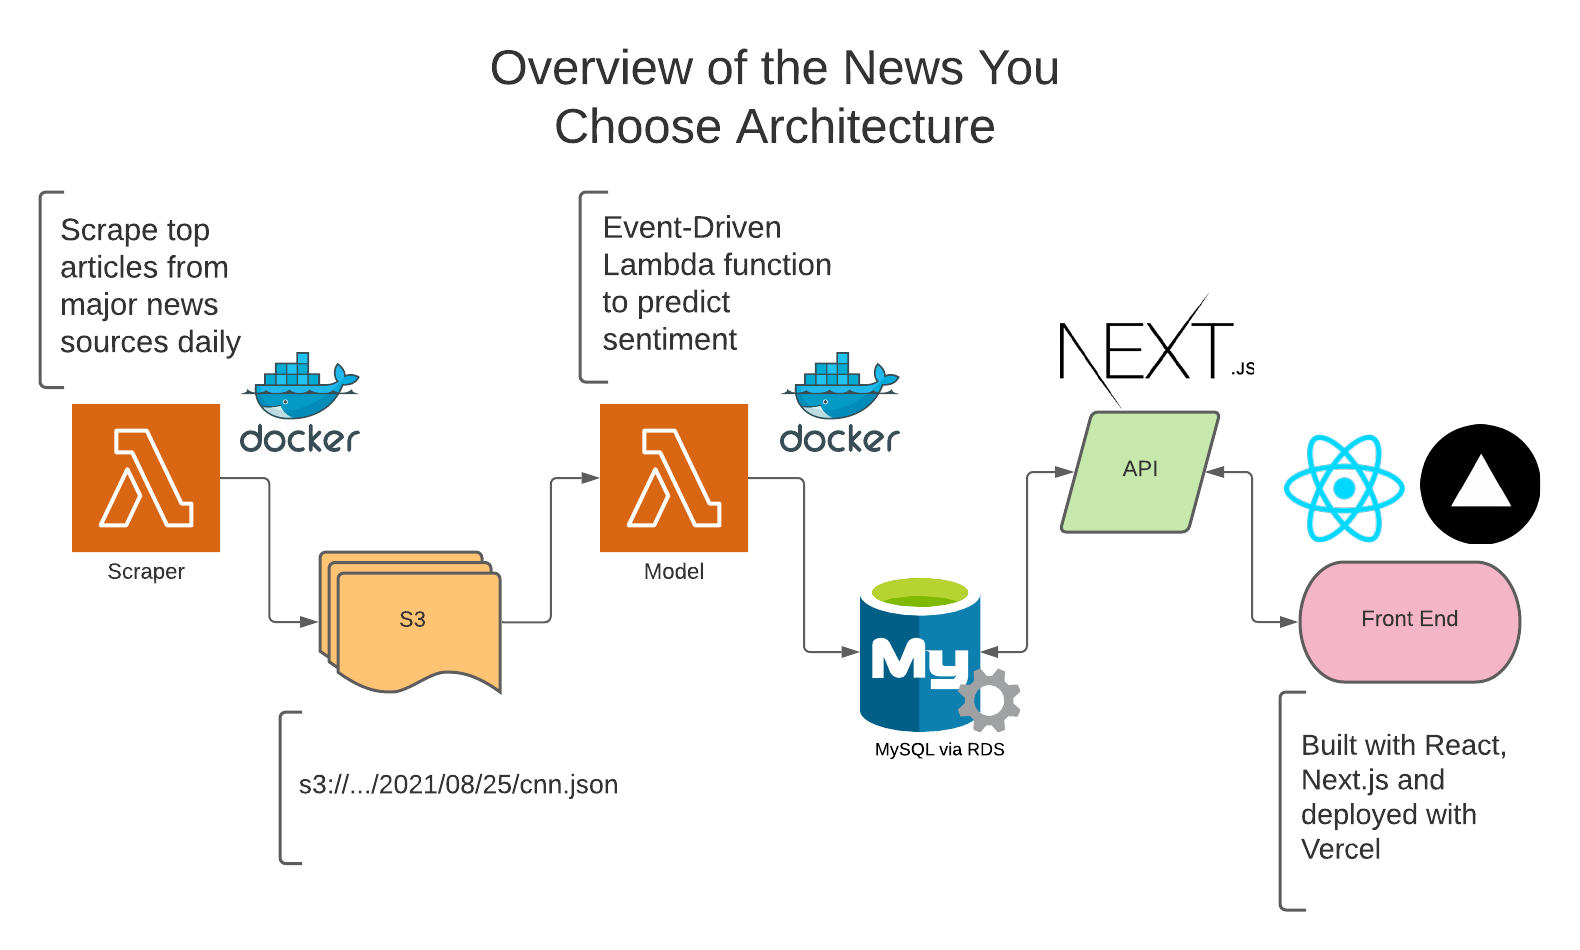 Overview of the News You
Choose Architecture
Scrape top
articles from
major news
sources daily
docker
Scraper
S3
s3://.../2021/08/25/cnn.json
Event-Driven
Lambda function
to predict
sentiment
docker
Model
My
MySQL via RDS
NEXT.JS
API
Front End
Built with React,
Next.js and
deployed with
Vercel